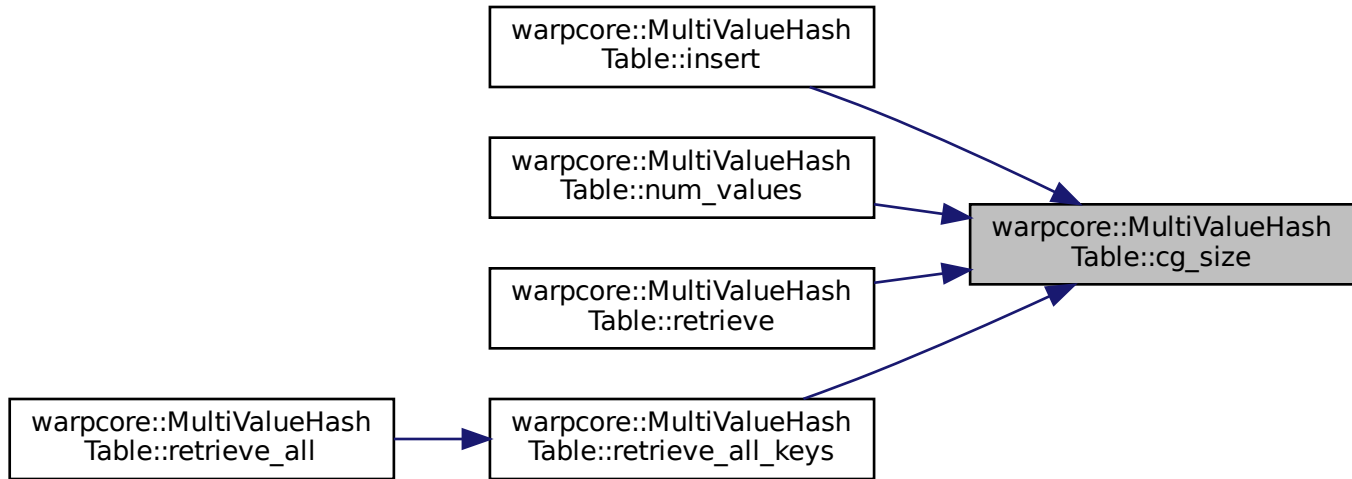 warpcore::MultiValueHash
Table::insert
warpcore::MultiValueHash
Table::num_values
warpcore::MultiValueHash
Table::cg_size
warpcore::MultiValueHash
Table::retrieve
warpcore::MultiValueHash
Table::retrieve_all
warpcore::MultiValueHash
Table::retrieve_all_keys